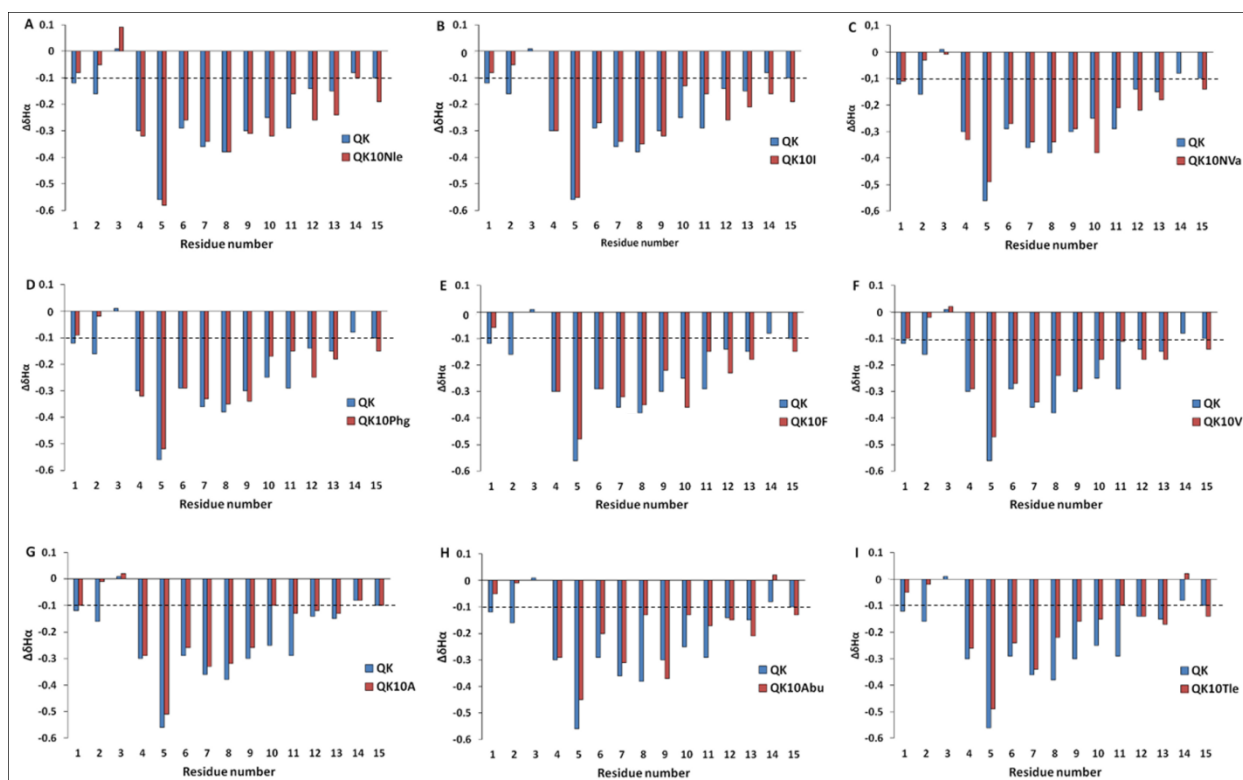 A
ΔδHα
0.1
0
-0.1
-0.2
-0.3
-0.4
-0.5
-0.6
QK
QK10Nle
1 2 3 4 5 6 7 8 9 10 11 12 13 14 15
Residue number
B
ΔδHα
0.1
0
-0.1
-0.2
-0.3
-0.4
-0.5
-0.6
QK
QK10I
1 2 3 4 5 6 7 8 9 10 11 12 13 14 15
Residue number
C
ΔδHα
0.1
0
-0.1
-0.2
-0.3
-0.4
-0,5
-0.6
QK
QK10NVa
1 2 3 4 5 6 7 8 9 10 11 12 13 14 15
Residue number
D
ΔδHα
0.1
0
-0.1
-0.2
-0.3
-0.4
-0.5
-0.6
QK
QK10Phg
1 2 3 4 5 6 7 8 9 10 11 12 13 14 15
Residue number
E
ΔδHα
0.1
0
-0.1
-0.2
-0.3
-0.4
-0.5
-0.6
QK
QK10F
1 2 3 4 5 6 7 8 9 10 11 12 13 14 15
Residue number
F
ΔδHα
0.1
0
-0.1
-0.2
-0.3
-0.4
-0.5
-0.6
QK
QK10V
1 2 3 4 5 6 7 8 9 10 11 12 13 14 15
Residue number
G
ΔδHα
0.1
0
-0.1
-0.2
-0.3
-0.4
-0.5
-0.6
QK
QK10A
1 2 3 4 5 6 7 8 9 10 11 12 13 14 15
Residue number
H
ΔδHα
0.1
0
-0.1
-0.2
-0.3
-0.4
-0.5
-0.6
QK
QK10Abu
1 2 3 4 5 6 7 8 9 10 11 12 13 14 15
Residue number
I
ΔδHα
0.1
0
-0.1
-0.2
-0.3
-0.4
-0.5
-0.6
QK
QK10Tle
1 2 3 4 5 6 7 8 9 10 11 12 13 14 15
Residue number